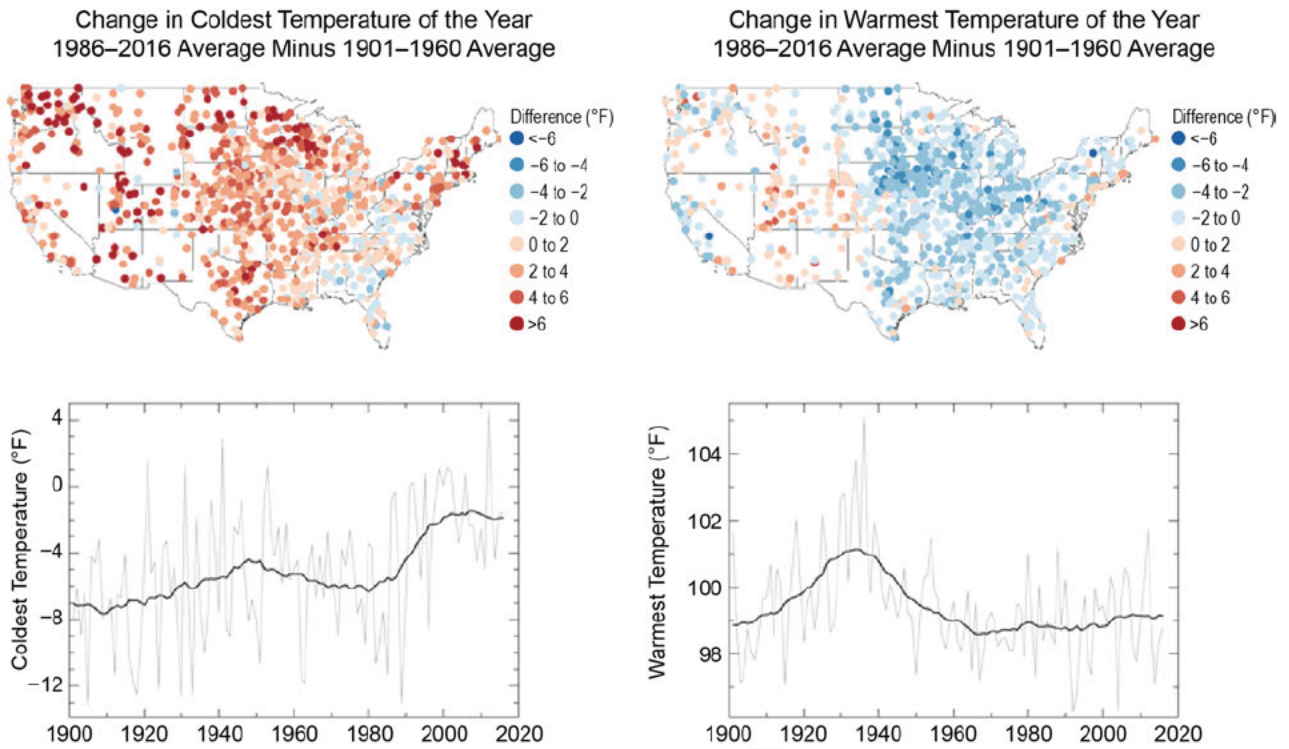 Change in Coldest Temperature of the Year
1986–2016 Average Minus 1901–1960 Average
Difference (°F)
<-6
-6 to -4
-4 to -2
-2 to 0
0 to 2
2 to 4
4 to 6
>6
Change in Warmest Temperature of the Year
1986–2016 Average Minus 1901–1960 Average
Difference (°F)
<-6
-6 to -4
-4 to -2
-2 to 0
0 to 2
2 to 4
4 to 6
>6
Coldest Temperature (°F)
4
0
-4
-8
-12
1900 1920 1940 1960 1980 2000 2020
Warmest Temperature (°F)
104
102
100
98
1900 1920 1940 1960 1980 2000 2020